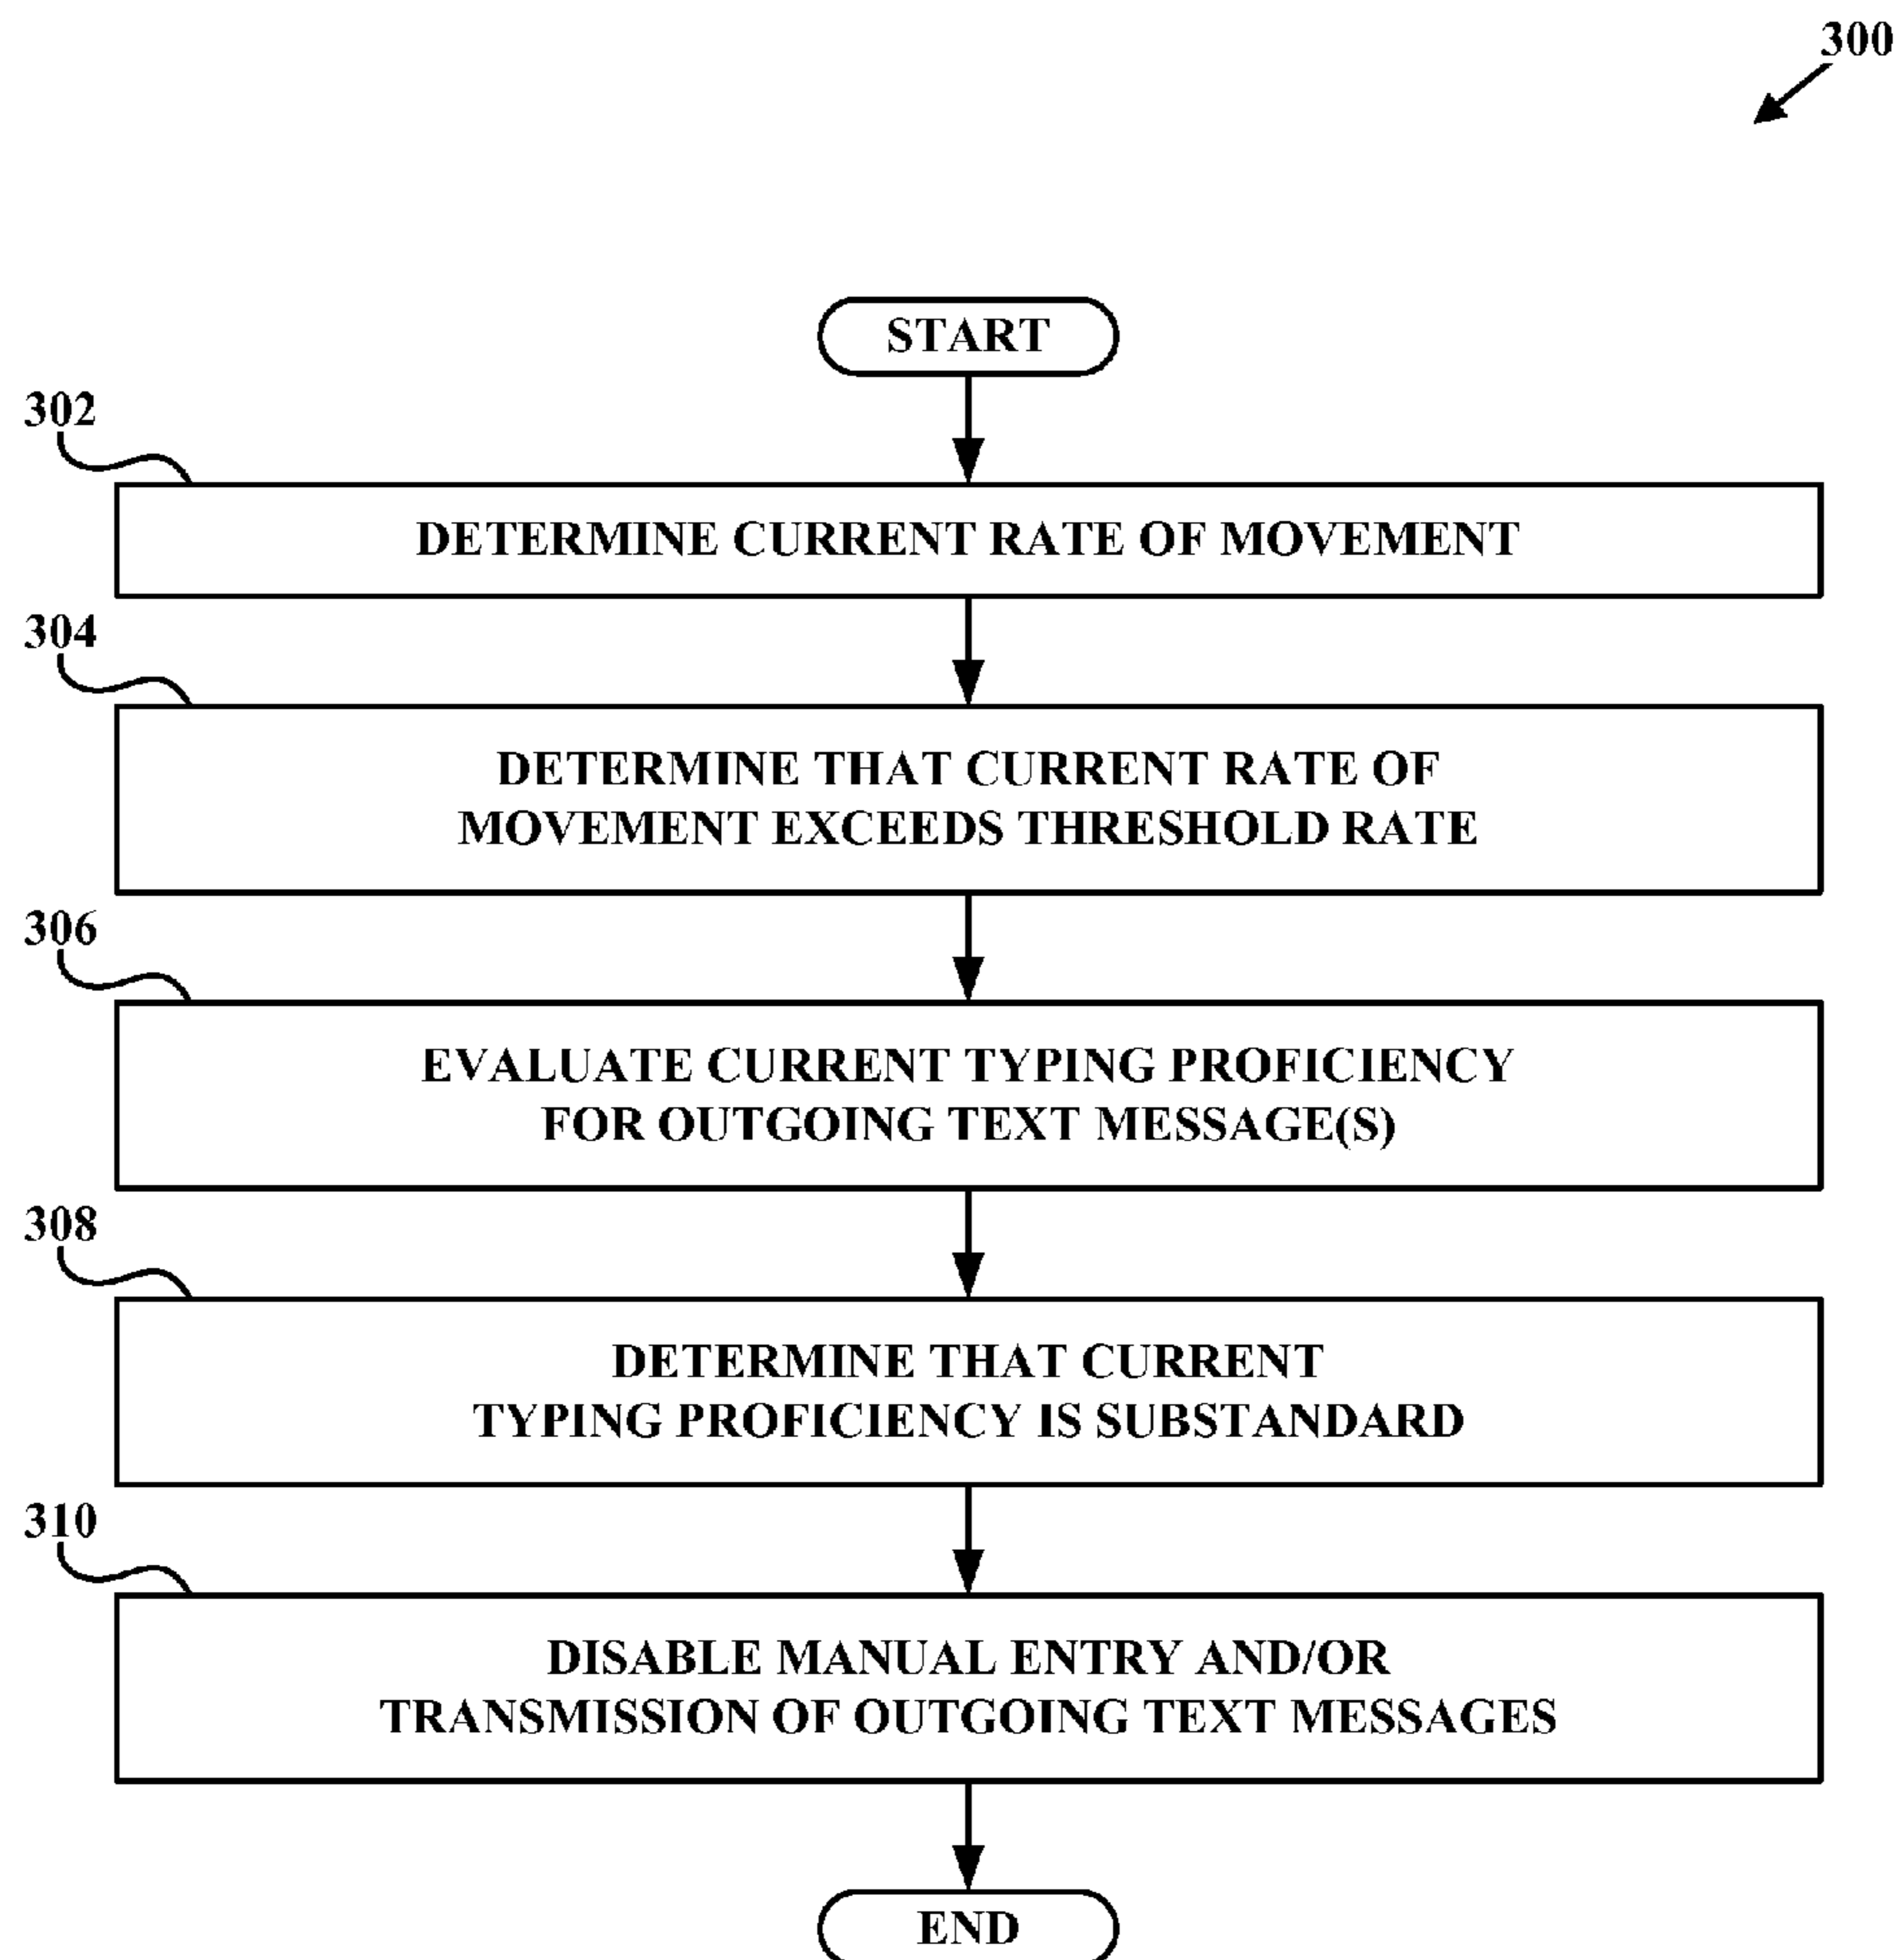 300
START
302
DETERMINE CURRENT RATE OF MOVEMENT
304
DETERMINE THAT CURRENT RATE OF
MOVEMENT EXCEEDS THRESHOLD RATE
306
EVALUATE CURRENT TYPING PROFICIENCY
FOR OUTGOING TEXT MESSAGE(S)
308
DETERMINE THAT CURRENT
TYPING PROFICIENCY IS SUBSTANDARD
310
DISABLE MANUAL ENTRY AND/OR
TRANSMISSION OF OUTGOING TEXT MESSAGES
END